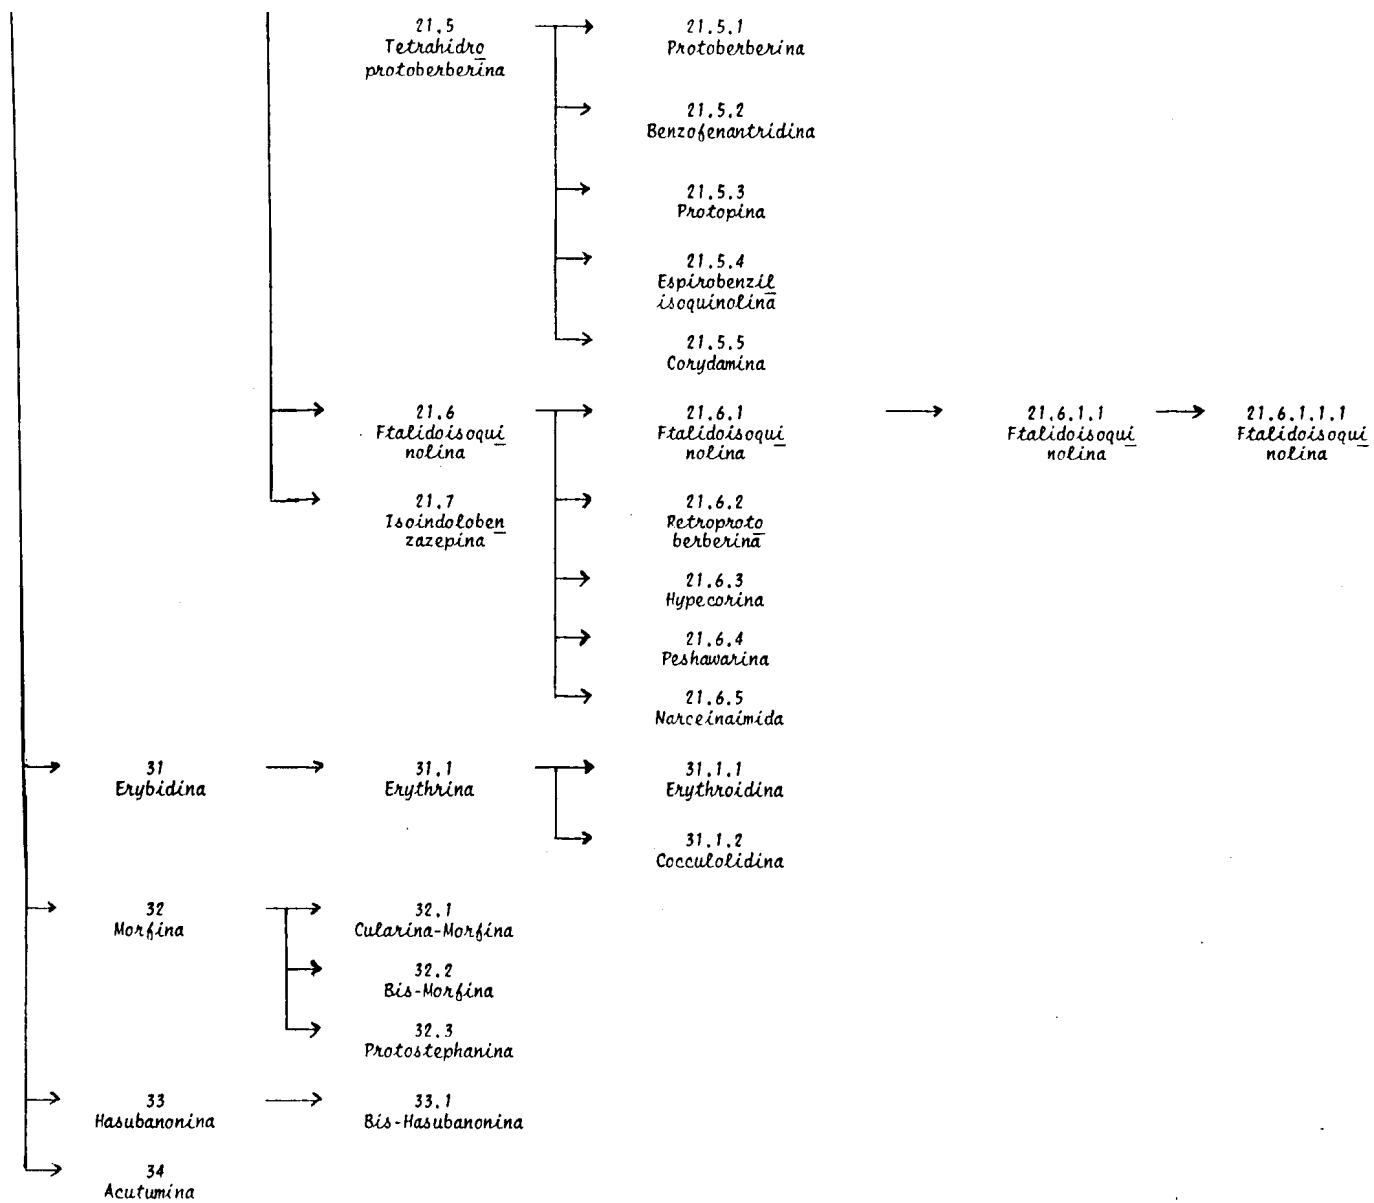 21.5
Tetrahidro
protoberberina
21.5.1
Protoberberina
21.5.2
Benzofenantridina
21.5.3
Protopina
21.5.4
Espirobenzil
isoquinolina
21.5.5
Corydamina
21.6
Ftalidoisoqui
nolina
21.6.1
Ftalidoisoqui
nolina
21.6.1.1
Ftalidoisoqui
nolina
21.6.1.1.1
Ftalidoisoqui
nolina
21.7
Isoindoloben
zazepina
21.6.2
Retroproto
berberina
21.6.3
Hypecorina
21.6.4
Peshawarina
21.6.5
Narceinaimida
31
Erybidina
31.1
Erythrina
31.1.1
Erythroidina
31.1.2
Cocculolidina
32
Morfina
32.1
Cularina-Morfina
32.2
Bis-Morfina
32.3
Protostephanina
33
Hasubanonina
33.1
Bis-Hasubanonina
34
Acutumina